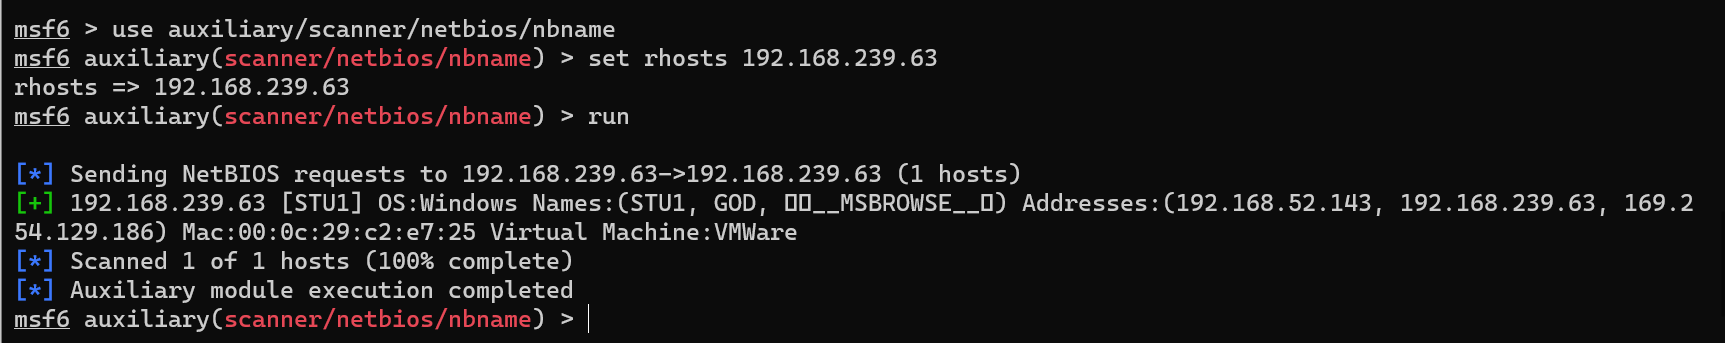 msf6 > use auxiliary/scanner/netbios/nbname
msf6 auxiliary(scanner/netbios/nbname) > set rhosts 192.168.239.63
rhosts => 192.168.239.63
msf6 auxiliary(scanner/netbios/nbname) > run

[*] Sending NetBIOS requests to 192.168.239.63->192.168.239.63 (1 hosts)
[+] 192.168.239.63 [STU1] OS:Windows Names:(STU1, GOD, ▯▯__MSBROWSE__▯) Addresses:(192.168.52.143, 192.168.239.63, 169.2
54.129.186) Mac:00:0c:29:c2:e7:25 Virtual Machine:VMWare
[*] Scanned 1 of 1 hosts (100% complete)
[*] Auxiliary module execution completed
msf6 auxiliary(scanner/netbios/nbname) >